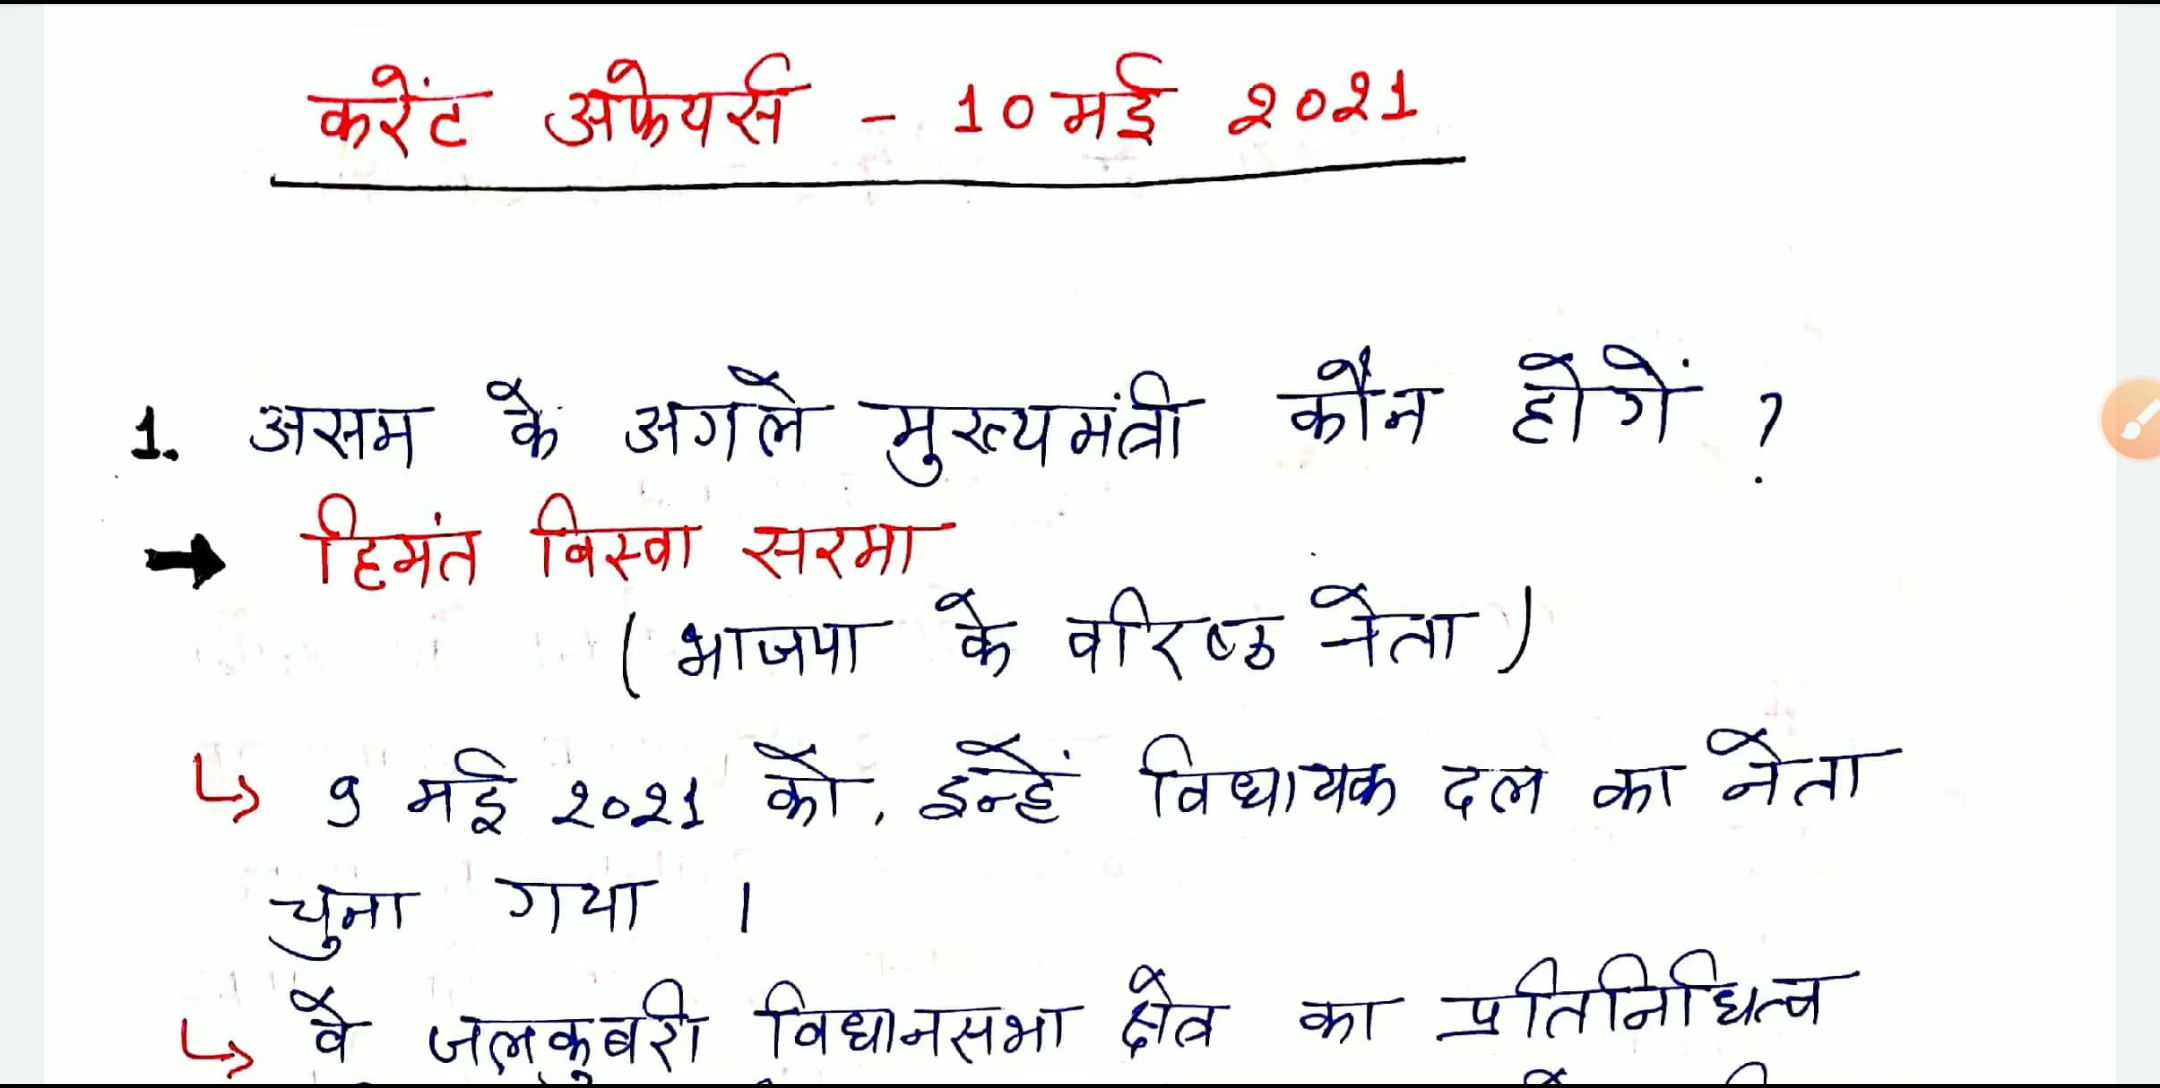 करेंट अफेयर्स - 10 मई 2021
1. असम के अगले मुख्यमंत्री कौन होगें ?
→ हिमंत विस्वा सरमा
( भाजपा के वरिष्ठ नेता )
↳ 9 मई 2021 को, इन्हें विधायक दल का नेता
चुना गया ।
↳ वे जलकुबरी विधानसभा क्षेत्र का प्रतिनिधित्व